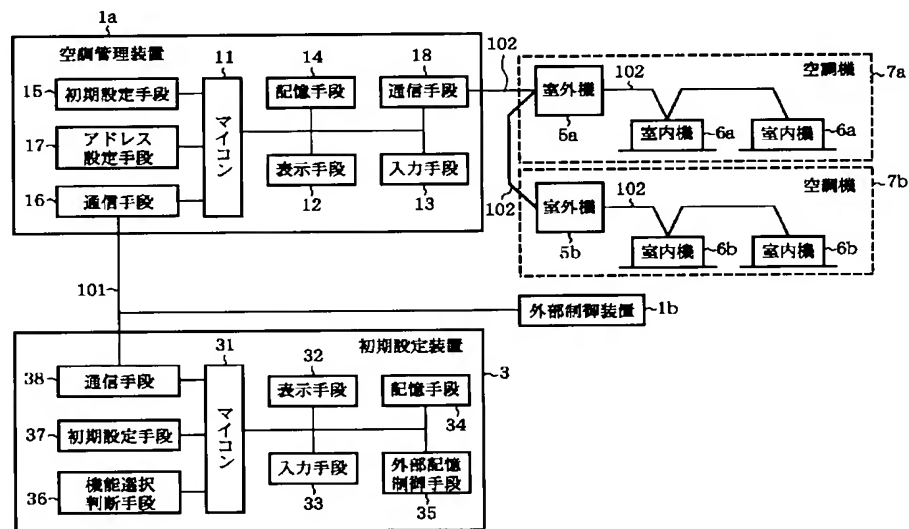 1a
空調管理装置
11
14
18
102
15
初期設定手段
記憶手段
通信手段
17
アドレス
設定手段
マイコン
16
通信手段
表示手段
12
入力手段
13
空調機
7a
室外機
5a
102
室内機
6a
室内機
6a
102
空調機
7b
室外機
5b
102
室内機
6b
室内機
6b
101
外部制御装置
1b
初期設定装置
3
31
32
38
通信手段
表示手段
記憶手段
34
37
初期設定手段
マイコン
36
機能選択
判断手段
入力手段
33
外部記憶
制御手段
35